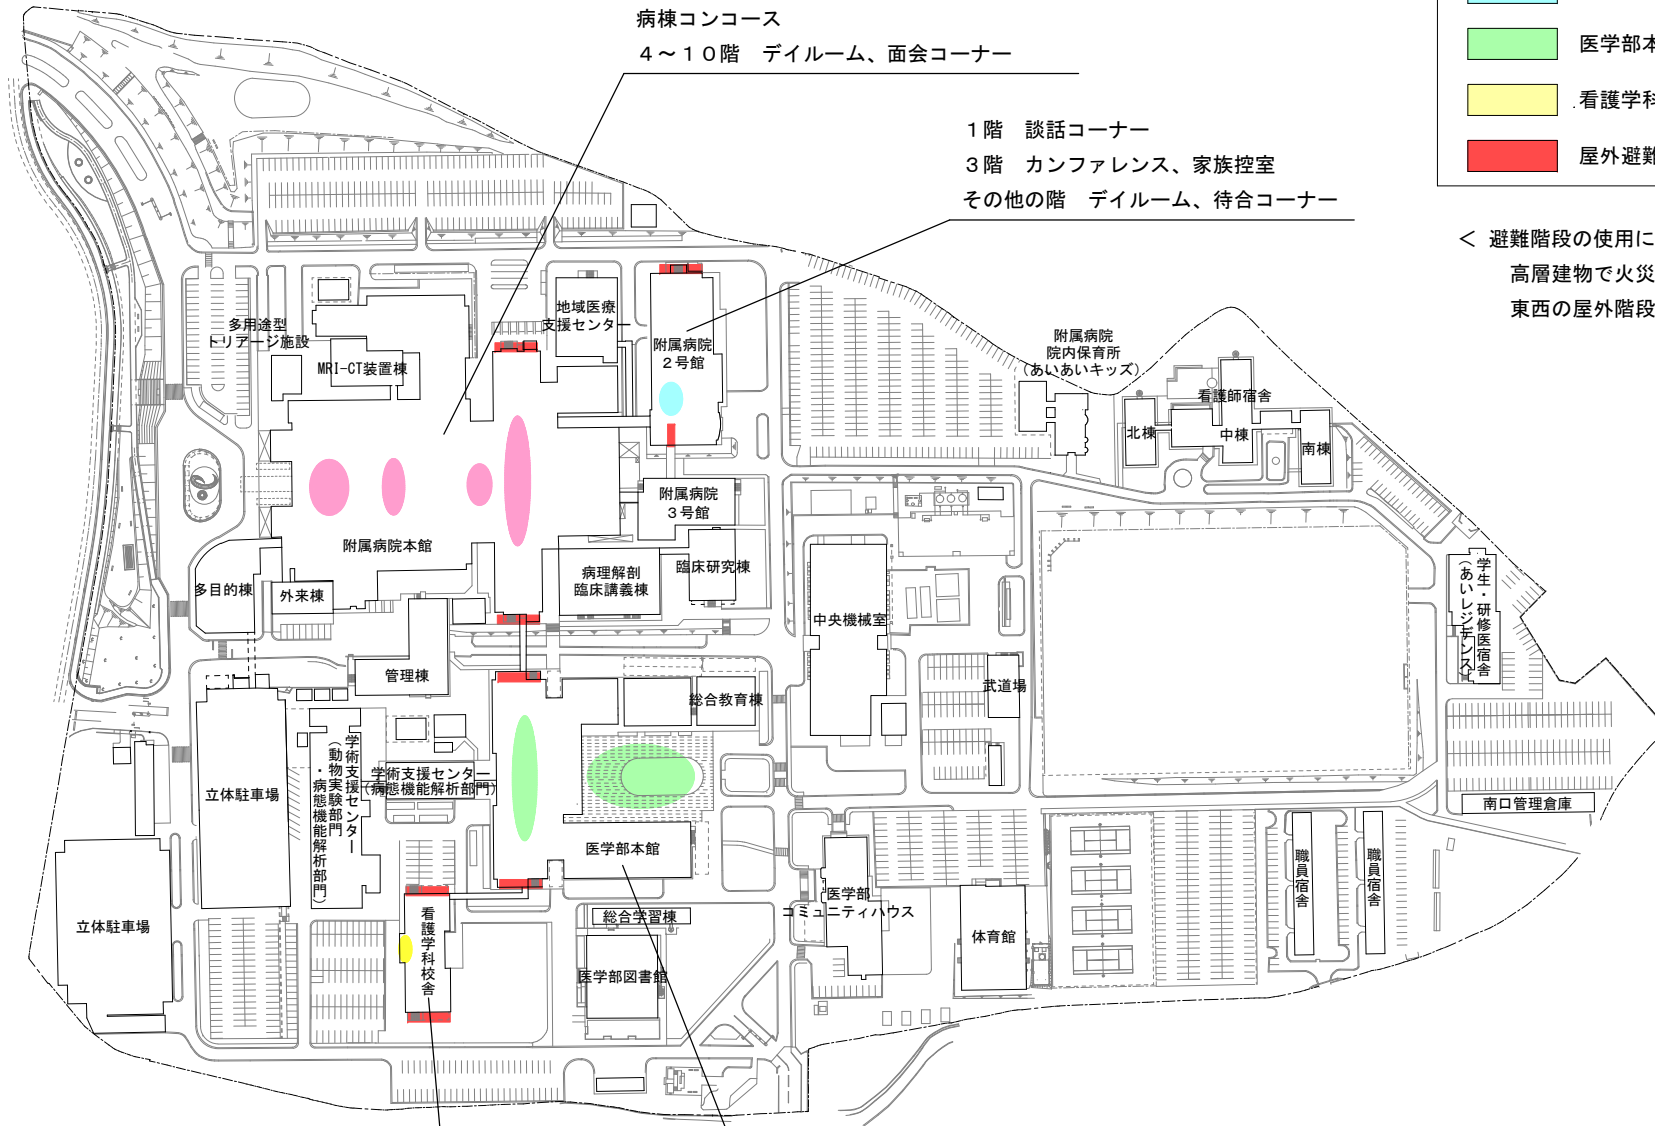 病棟コンコース
４～１０階　デイルーム、面会コーナー
１階　談話コーナー
３階　カンファレンス、家族控室
その他の階　デイルーム、待合コーナー
医学部本
看護学科
屋外避難
＜ 避難階段の使用に
高層建物で火災
東西の屋外階段
多用途型
トリアージ施設
MRI-CT装置棟
地域医療
支援センター
附属病院
２号館
附属病院
院内保育所
（あいあいキッズ）
看護師宿舎
北棟
中棟
南棟
附属病院
３号館
附属病院本館
病理解剖
臨床講義棟
臨床研究棟
多目的棟
外来棟
中央機械室
学生・研修医宿舎
（あいレジデンス）
管理棟
総合教育棟
武道場
立体駐車場
学術支援センター
（動物実験部門
・病態機能解析部門）
学術支援センター
（病態機能解析部門）
南口管理倉庫
医学部本館
職員宿舎
職員宿舎
立体駐車場
看護学科校舎
総合学習棟
医学部
コミュニティハウス
体育館
医学部図書館